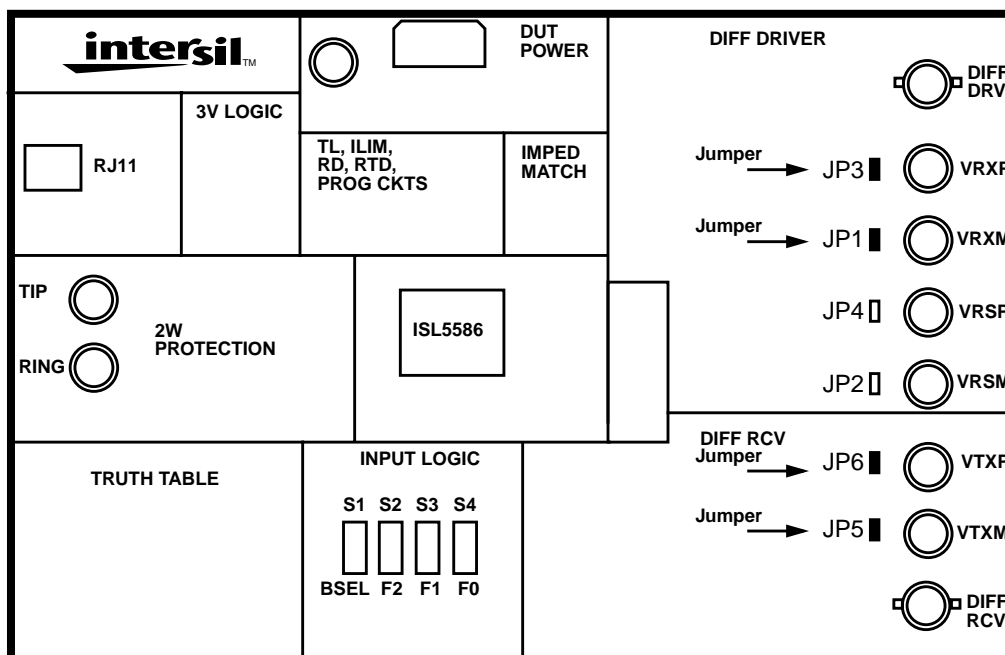 intersil™
DUT
POWER
DIFF DRIVER
DIFF
DRV
3V LOGIC
RJ11
TL, ILIM,
RD, RTD,
PROG CKTS
IMPED
MATCH
Jumper JP3 VRXP
Jumper JP1 VRXM
JP4 VRSP
JP2 VRSM
TIP
RING
2W
PROTECTION
ISL5586
TRUTH TABLE
INPUT LOGIC
S1 S2 S3 S4
BSEL F2 F1 F0
DIFF RCV
Jumper JP6 VTXP
Jumper JP5 VTXM
DIFF
RCV